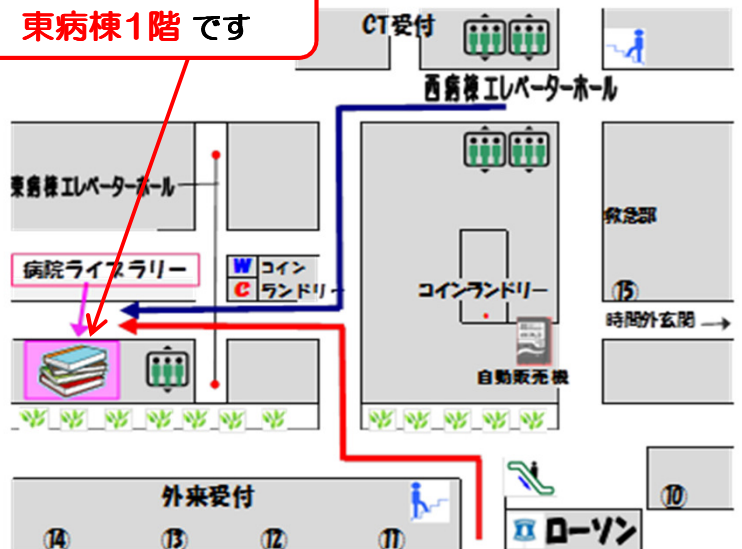 東病棟1階 です
CT受付
西病棟エレベーターホール
東病棟エレベーターホール
救急部
病院ライブラリー
W コイン
C ランドリー
コインランドリー
⑮
時間外玄関
自動販売機
外来受付
⑩
ローソン
⑭
⑬
⑫
⑪